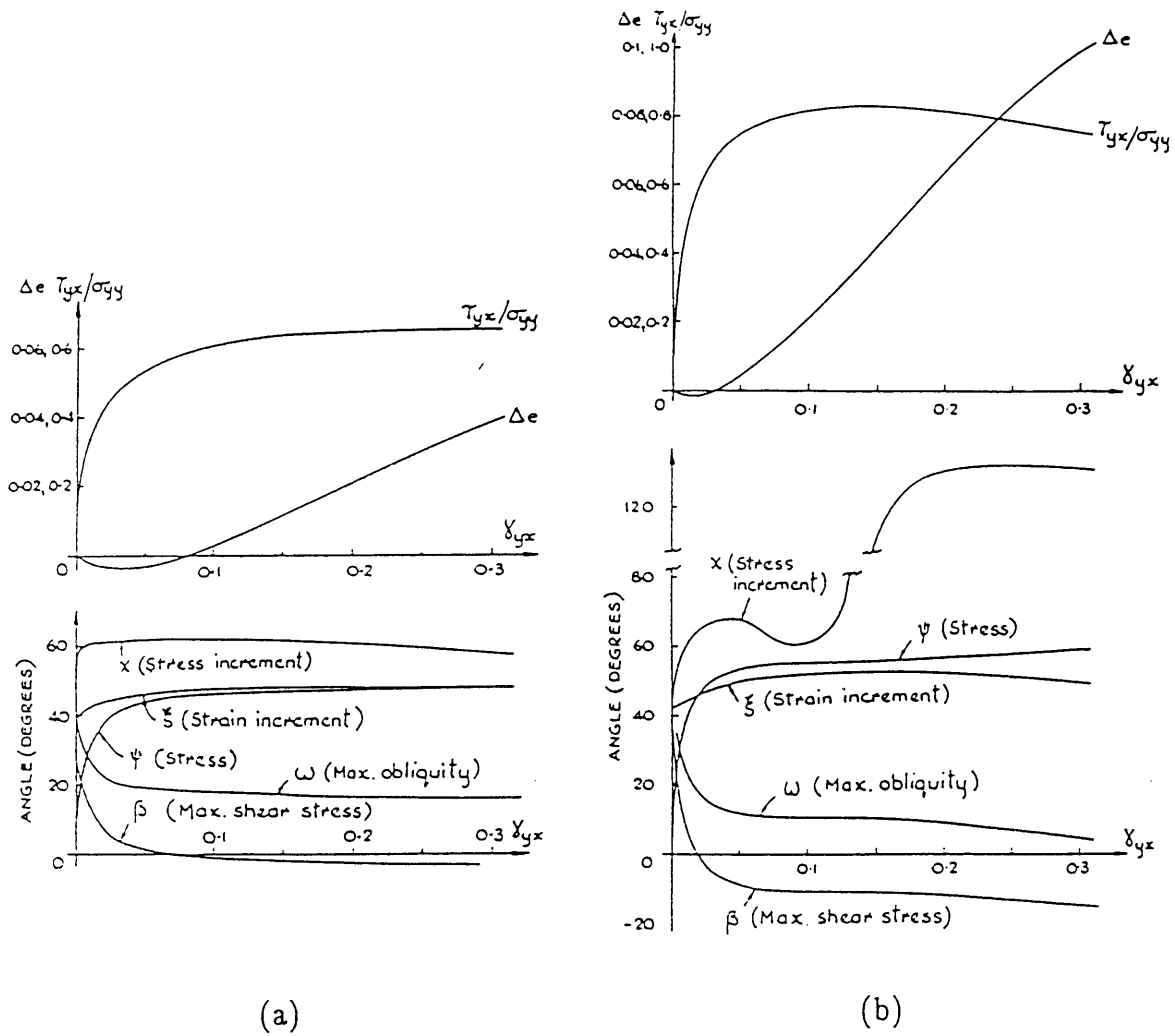 Δe τyx/σyy
0.06, 0.6
0.04, 0.4
0.02, 0.2
0
τyx/σyy
Δe
γyx
0.1
0.2
0.3
ANGLE (DEGREES)
60
40
20
0
χ (Stress increment)
ξ (Strain increment)
ψ (Stress)
ω (Max. obliquity)
β (Max. shear stress)
0.1
0.2
0.3
γyx
(a)
Δe τyx/σyy
0.1, 1.0
0.08, 0.8
0.06, 0.6
0.04, 0.4
0.02, 0.2
0
Δe
τyx/σyy
γyx
0.1
0.2
0.3
ANGLE (DEGREES)
120
80
60
40
20
0
-20
χ (Stress
increment)
ψ (Stress)
ξ (Strain increment)
ω (Max. obliquity)
γyx
0.1
0.2
0.3
β (Max. shear stress)
(b)